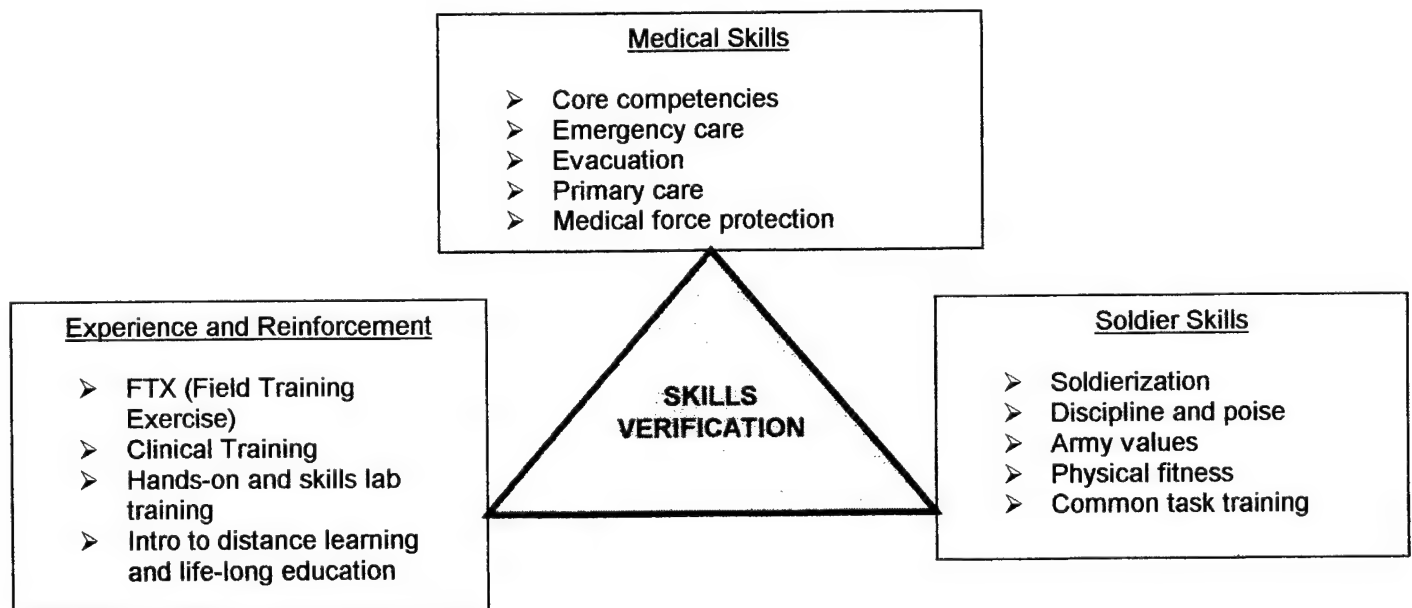 Medical Skills
➢ Core competencies
➢ Emergency care
➢ Evacuation
➢ Primary care
➢ Medical force protection
Experience and Reinforcement
➢ FTX (Field Training
Exercise)
➢ Clinical Training
➢ Hands-on and skills lab
training
➢ Intro to distance learning
and life-long education
SKILLS
VERIFICATION
Soldier Skills
➢ Soldierization
➢ Discipline and poise
➢ Army values
➢ Physical fitness
➢ Common task training